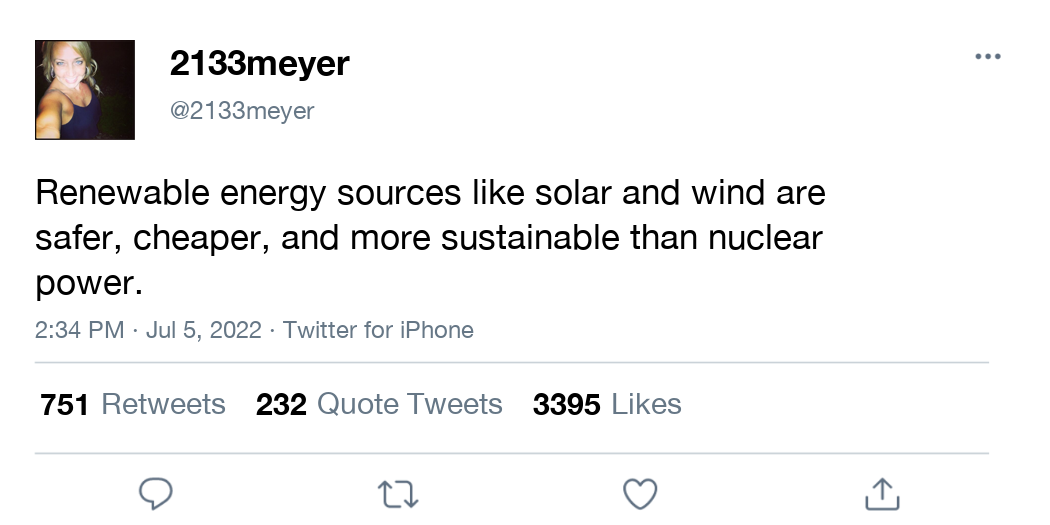 2133meyer
@2133meyer
Renewable energy sources like solar and wind are
safer, cheaper, and more sustainable than nuclear
power.
2:34 PM · Jul 5, 2022 · Twitter for iPhone
751 Retweets 232 Quote Tweets 3395 Likes